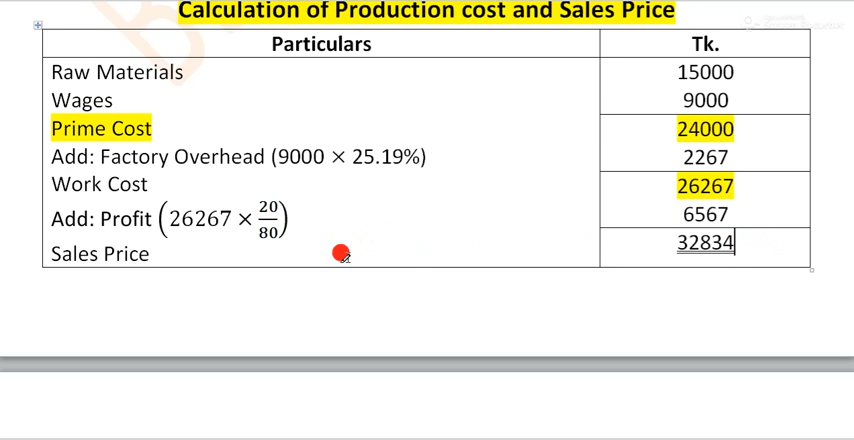 Calculation of Production cost and Sales Price
Particulars Tk.
Raw Materials 15000
Wages 9000
Prime Cost 24000
Add: Factory Overhead (9000 × 25.19%) 2267
Work Cost 26267
Add: Profit (26267 × 20/80) 6567
Sales Price 32834